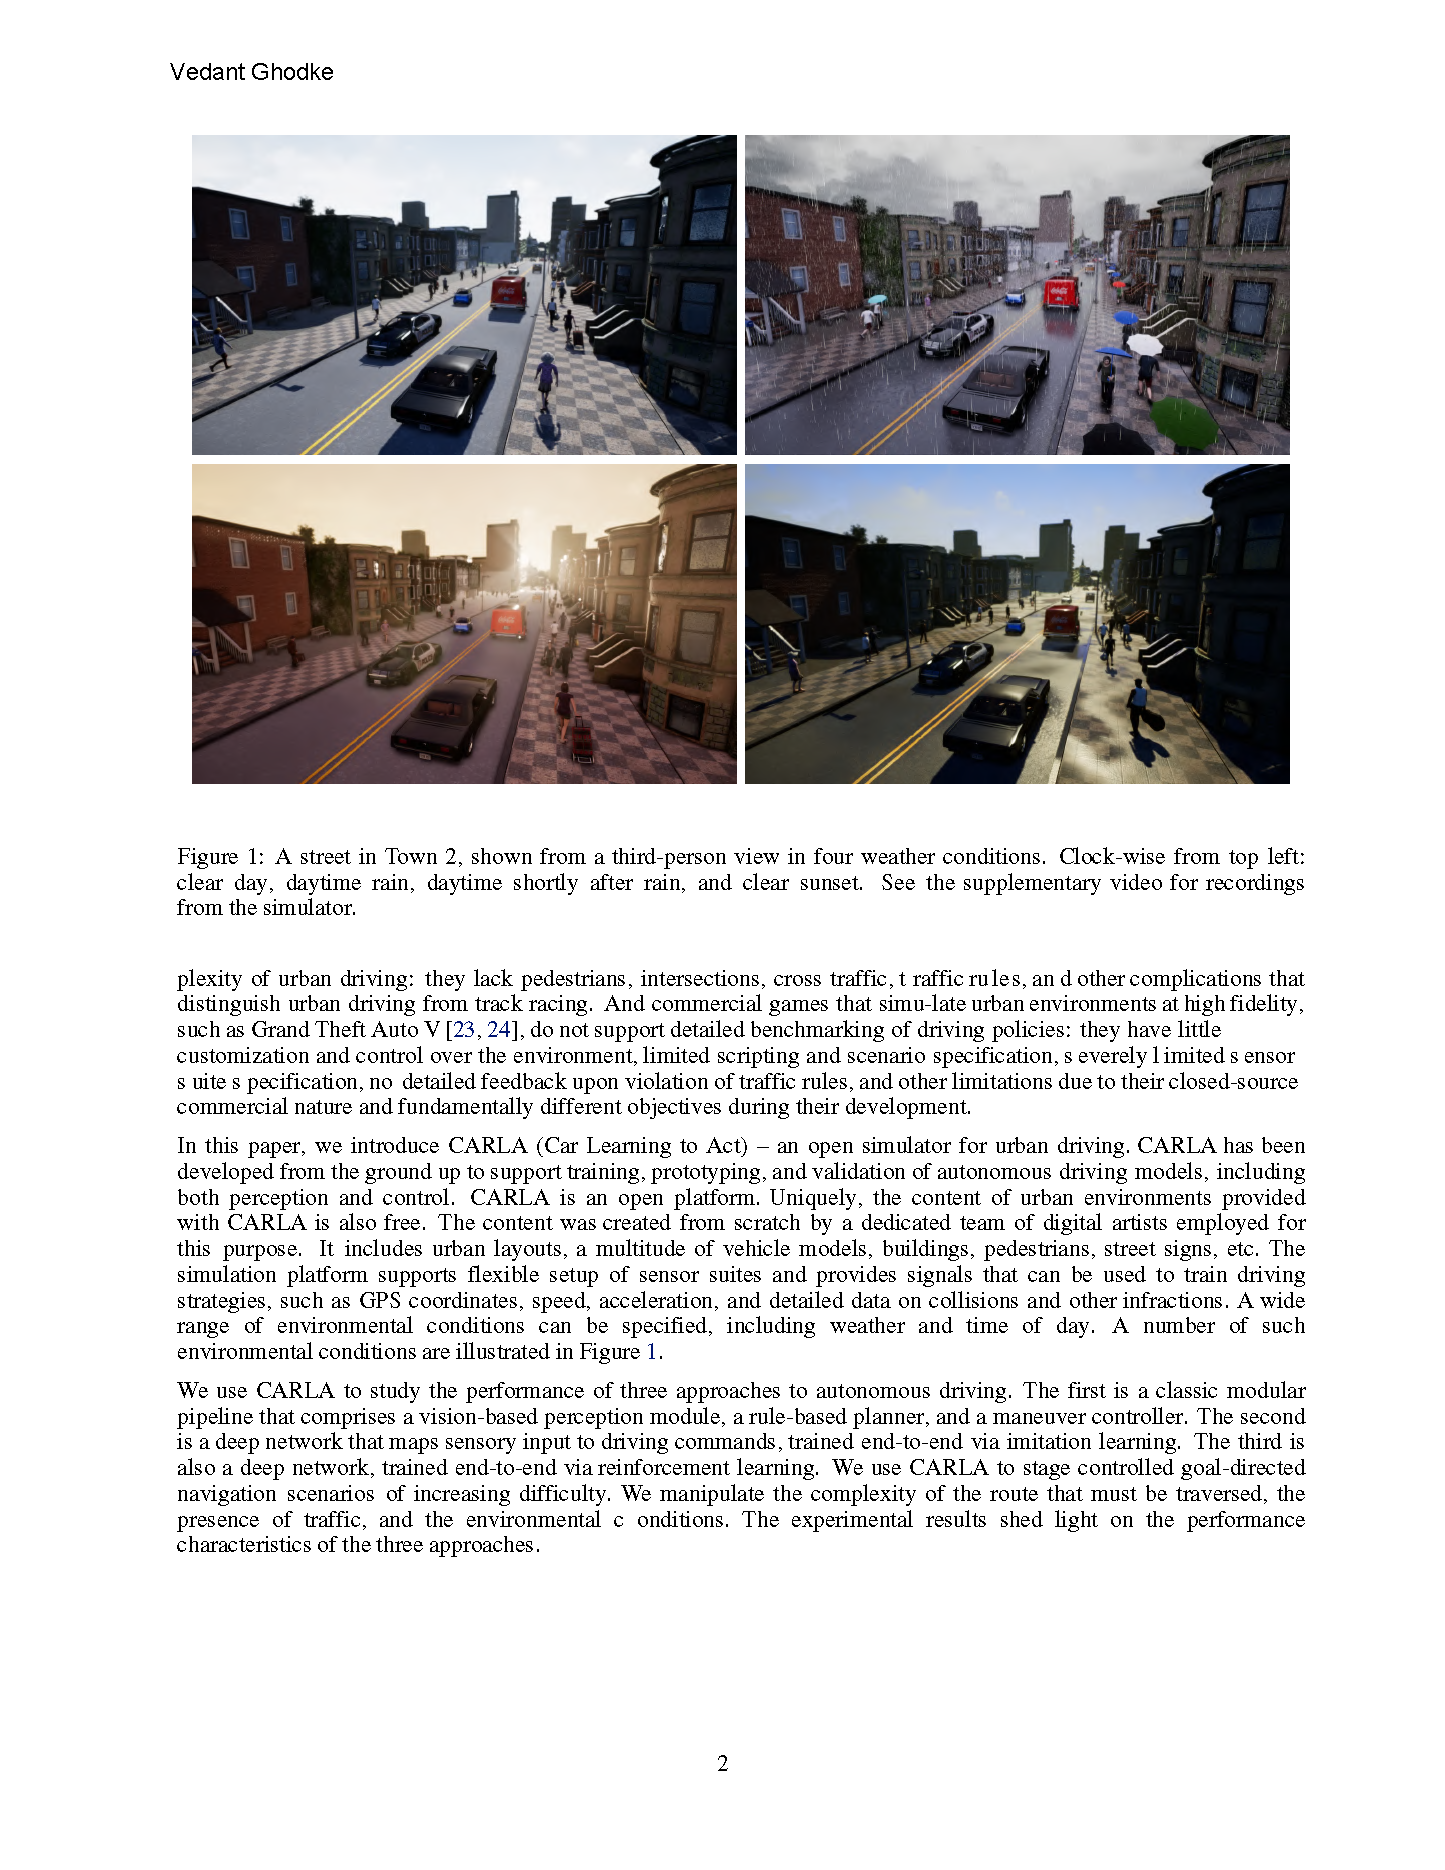 Vedant Ghodke
Figure 1: A street in Town 2, shown from a third-person view in four weather conditions. Clock-wise from top left:
clear day, daytime rain, daytime shortly after rain, and clear sunset. See the supplementary video for recordings
from the simulator.
plexity of urban driving: they lack pedestrians, intersections, cross traffic, t raffic ru les, an d other complications that
distinguish urban driving from track racing. And commercial games that simu-late urban environments at high fidelity,
such as Grand Theft Auto V [23, 24], do not support detailed benchmarking of driving policies: they have little
customization and control over the environment, limited scripting and scenario specification, s everely l imited s ensor
s uite s pecification, no detailed feedback upon violation of traffic rules, and other limitations due to their closed-source
commercial nature and fundamentally different objectives during their development.
In this paper, we introduce CARLA (Car Learning to Act) – an open simulator for urban driving. CARLA has been
developed from the ground up to support training, prototyping, and validation of autonomous driving models, including
both perception and control. CARLA is an open platform. Uniquely, the content of urban environments provided
with CARLA is also free. The content was created from scratch by a dedicated team of digital artists employed for
this purpose. It includes urban layouts, a multitude of vehicle models, buildings, pedestrians, street signs, etc. The
simulation platform supports flexible setup of sensor suites and provides signals that can be used to train driving
strategies, such as GPS coordinates, speed, acceleration, and detailed data on collisions and other infractions. A wide
range of environmental conditions can be specified, including weather and time of day. A number of such
environmental conditions are illustrated in Figure 1.
We use CARLA to study the performance of three approaches to autonomous driving. The first is a classic modular
pipeline that comprises a vision-based perception module, a rule-based planner, and a maneuver controller. The second
is a deep network that maps sensory input to driving commands, trained end-to-end via imitation learning. The third is
also a deep network, trained end-to-end via reinforcement learning. We use CARLA to stage controlled goal-directed
navigation scenarios of increasing difficulty. We manipulate the complexity of the route that must be traversed, the
presence of traffic, and the environmental c onditions. The experimental results shed light on the performance
characteristics of the three approaches.
2